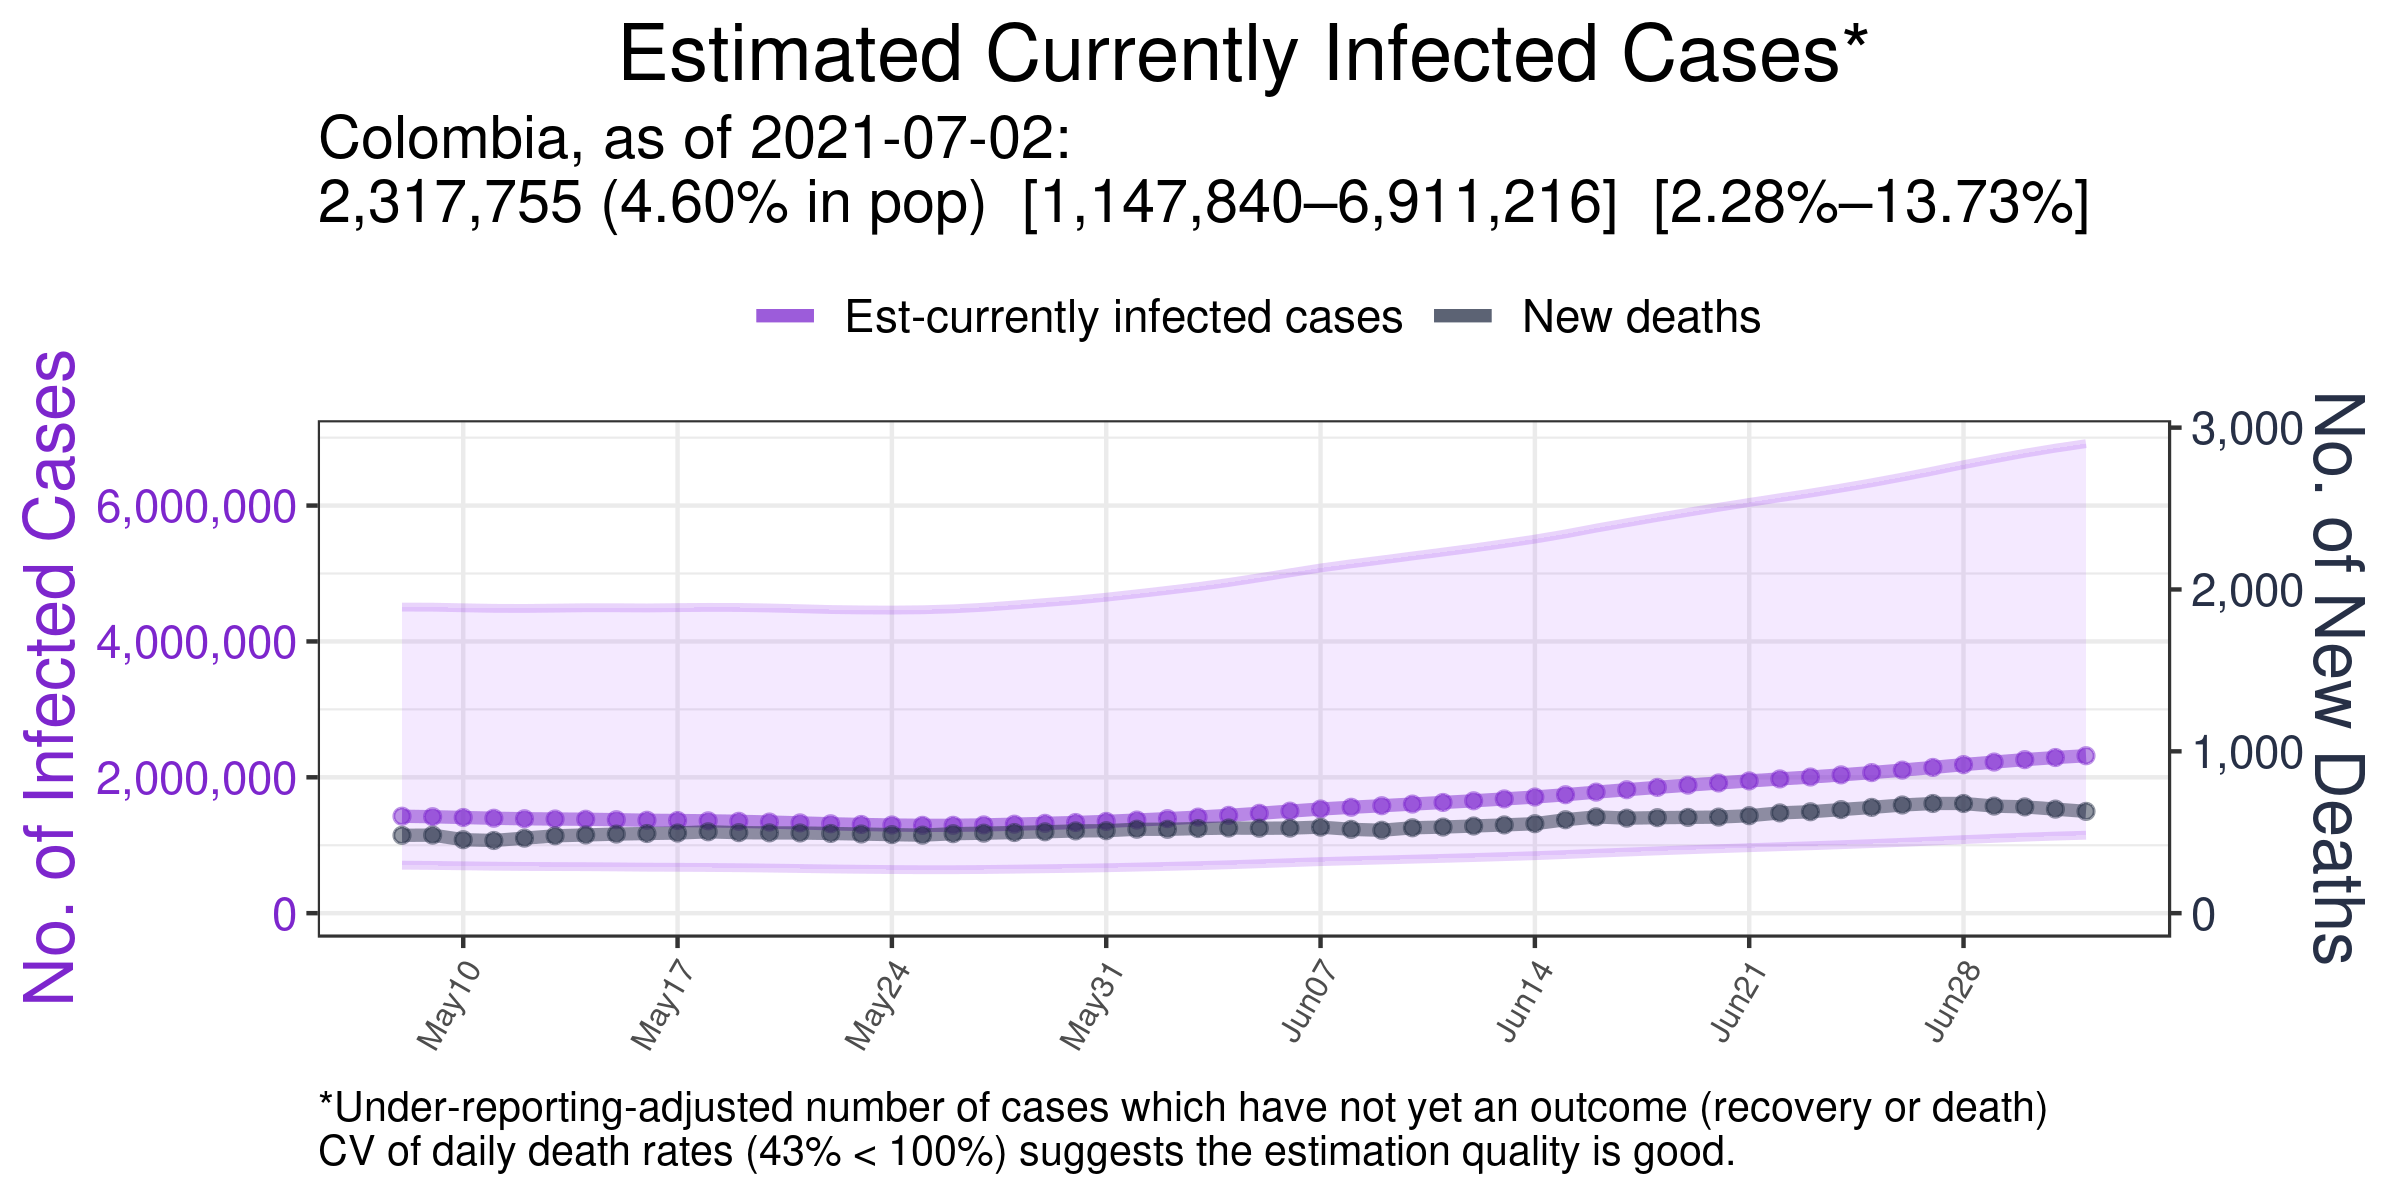 Estimated Currently Infected Cases*
Colombia, as of 2021-07-02:
2,317,755 (4.60% in pop) [1,147,840–6,911,216] [2.28%–13.73%]
Est-currently infected cases New deaths
No. of Infected Cases
6,000,000
4,000,000
2,000,000
0
3,000
2,000
1,000
0
No. of New Deaths
May10 May17 May24 May31 Jun07 Jun14 Jun21 Jun28
*Under-reporting-adjusted number of cases which have not yet an outcome (recovery or death)
CV of daily death rates (43% < 100%) suggests the estimation quality is good.